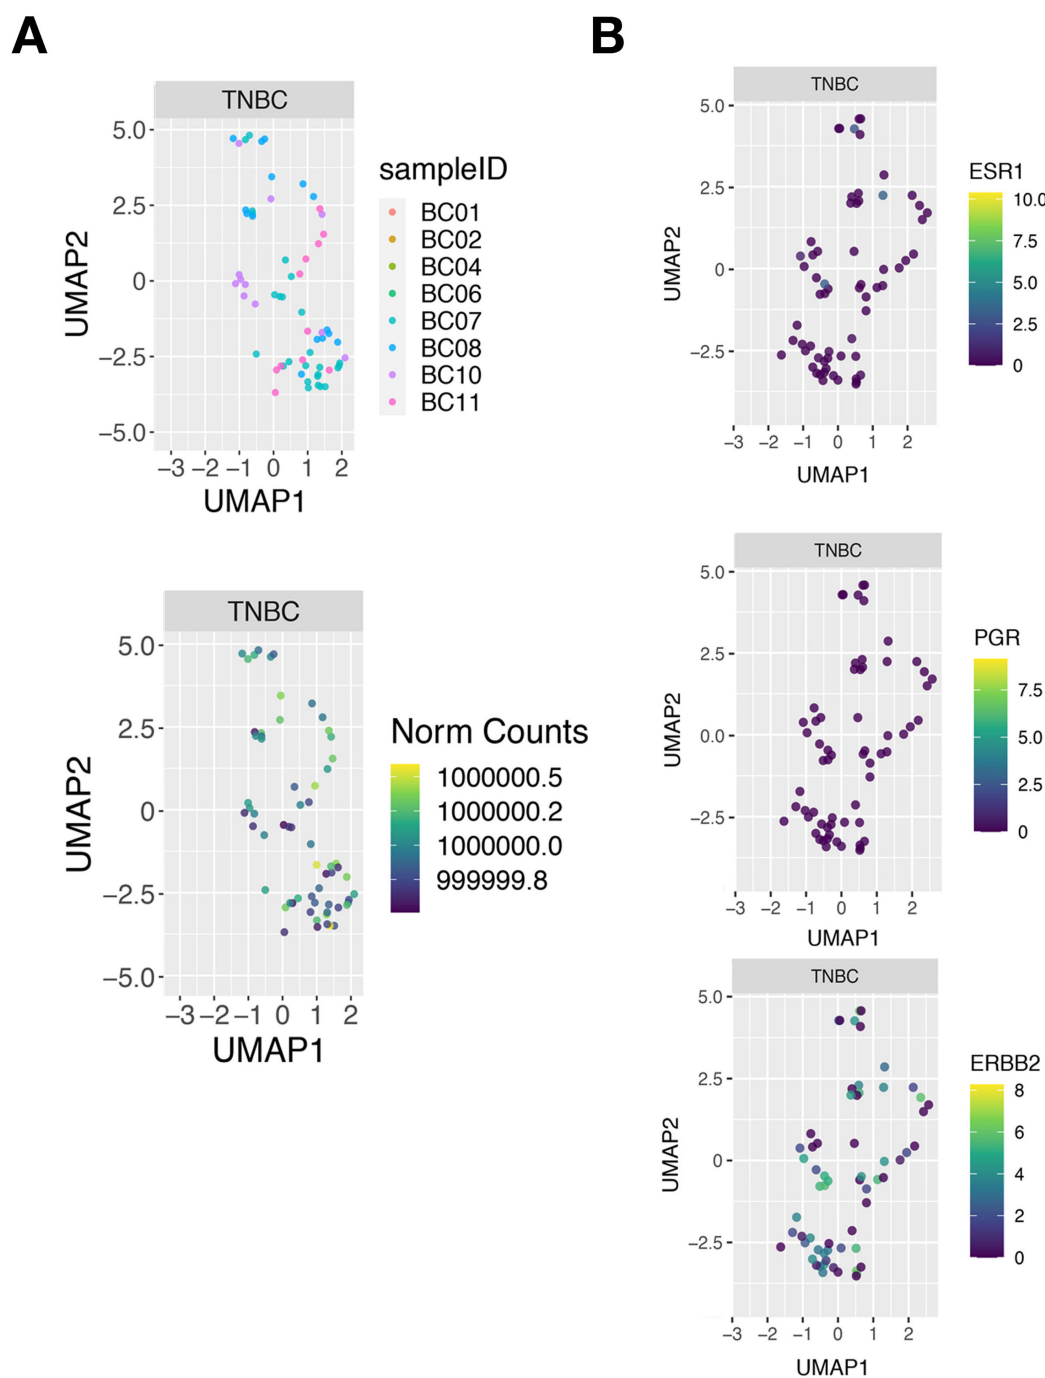 A
TNBC
5.0
2.5
0
−2.5
−5.0
UMAP2
−3 −2 −1 0 1 2
UMAP1
sampleID
BC01
BC02
BC04
BC06
BC07
BC08
BC10
BC11
TNBC
5.0
2.5
0
−2.5
−5.0
UMAP2
−3 −2 −1 0 1 2
UMAP1
Norm Counts
1000000.5
1000000.2
1000000.0
999999.8
B
TNBC
5.0
2.5
0
−2.5
UMAP2
−3 −2 −1 0 1 2
UMAP1
ESR1
10.0
7.5
5.0
2.5
0
TNBC
5.0
2.5
0.0
−2.5
UMAP2
−3 −2 −1 0 1 2
UMAP1
PGR
7.5
5.0
2.5
0
TNBC
5.0
2.5
0
−2.5
UMAP2
−3 −2 −1 0 1 2
UMAP1
ERBB2
8
6
4
2
0